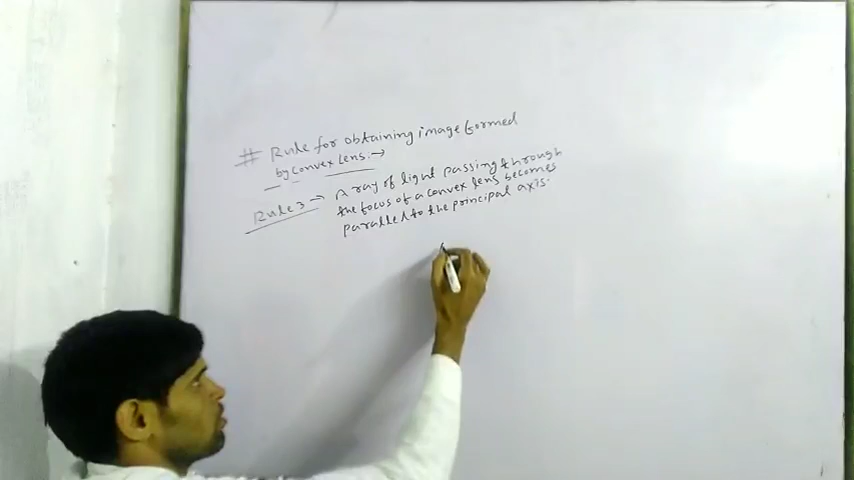 # Rule for obtaining image formed
by convex lens. →
Rule 3 → A ray of light passing through
the focus of a convex lens becomes
parallel to the principal axis.